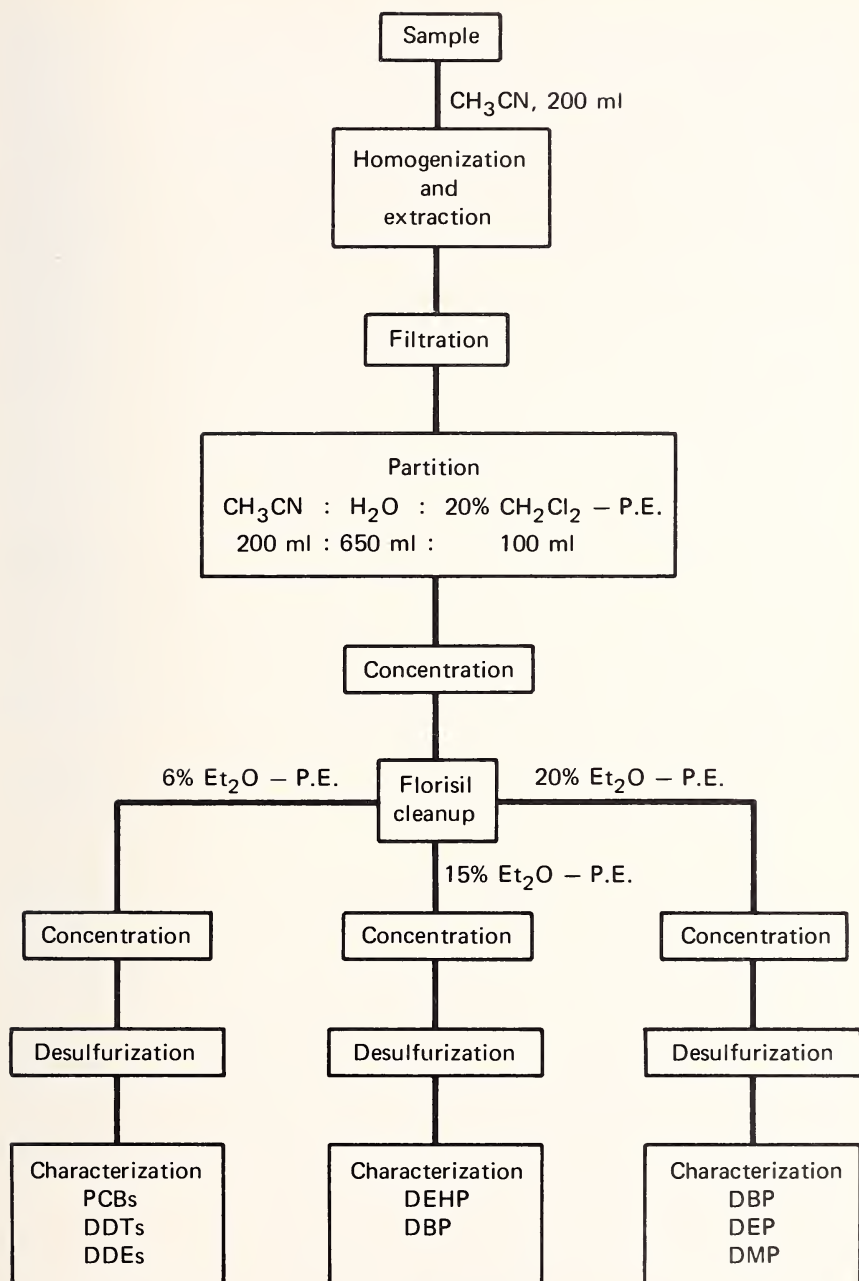 Sample
CH₃CN, 200 ml
Homogenization
and
extraction
Filtration
Partition
CH₃CN : H₂O : 20% CH₂Cl₂ – P.E.
200 ml : 650 ml : 100 ml
Concentration
6% Et₂O – P.E.
Florisil
cleanup
20% Et₂O – P.E.
15% Et₂O – P.E.
Concentration
Concentration
Concentration
Desulfurization
Desulfurization
Desulfurization
Characterization
PCBs
DDTs
DDEs
Characterization
DEHP
DBP
Characterization
DBP
DEP
DMP